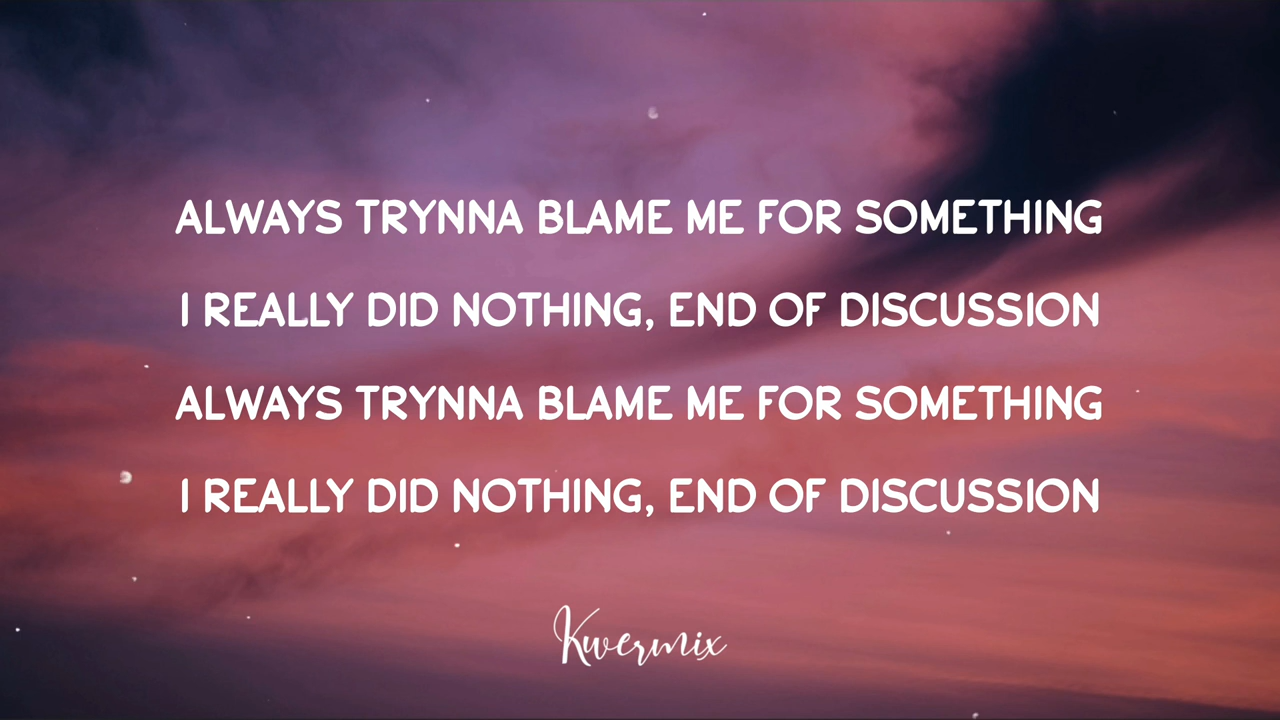 ALWAYS TRYNNA BLAME ME FOR SOMETHING
I REALLY DID NOTHING, END OF DISCUSSION
ALWAYS TRYNNA BLAME ME FOR SOMETHING
I REALLY DID NOTHING, END OF DISCUSSION
Kwermix